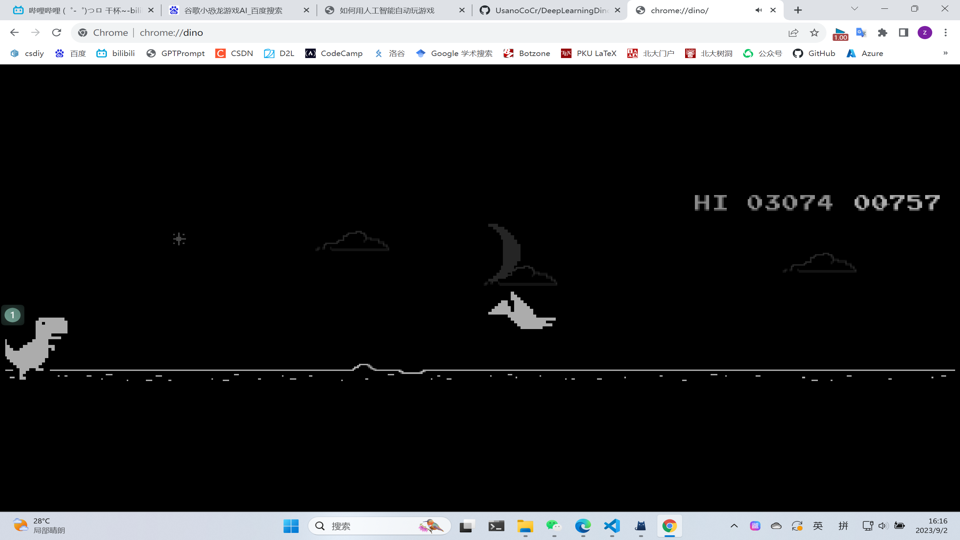 哔哩哔哩 (゜-゜)つロ 干杯~-bili
谷歌小恐龙游戏AI_百度搜索
如何用人工智能自动玩游戏
UsanoCoCr/DeepLearningDin
chrome://dino/
Chrome | chrome://dino
1.00
z
csdiy
百度
bilibili
GPTPrompt
CSDN
D2L
CodeCamp
洛谷
Google 学术搜索
Botzone
PKU LaTeX
北大门户
北大树洞
公众号
GitHub
Azure
»
HI 03074 00757
1
28°C
局部晴朗
搜索
英
拼
16:16
2023/9/2